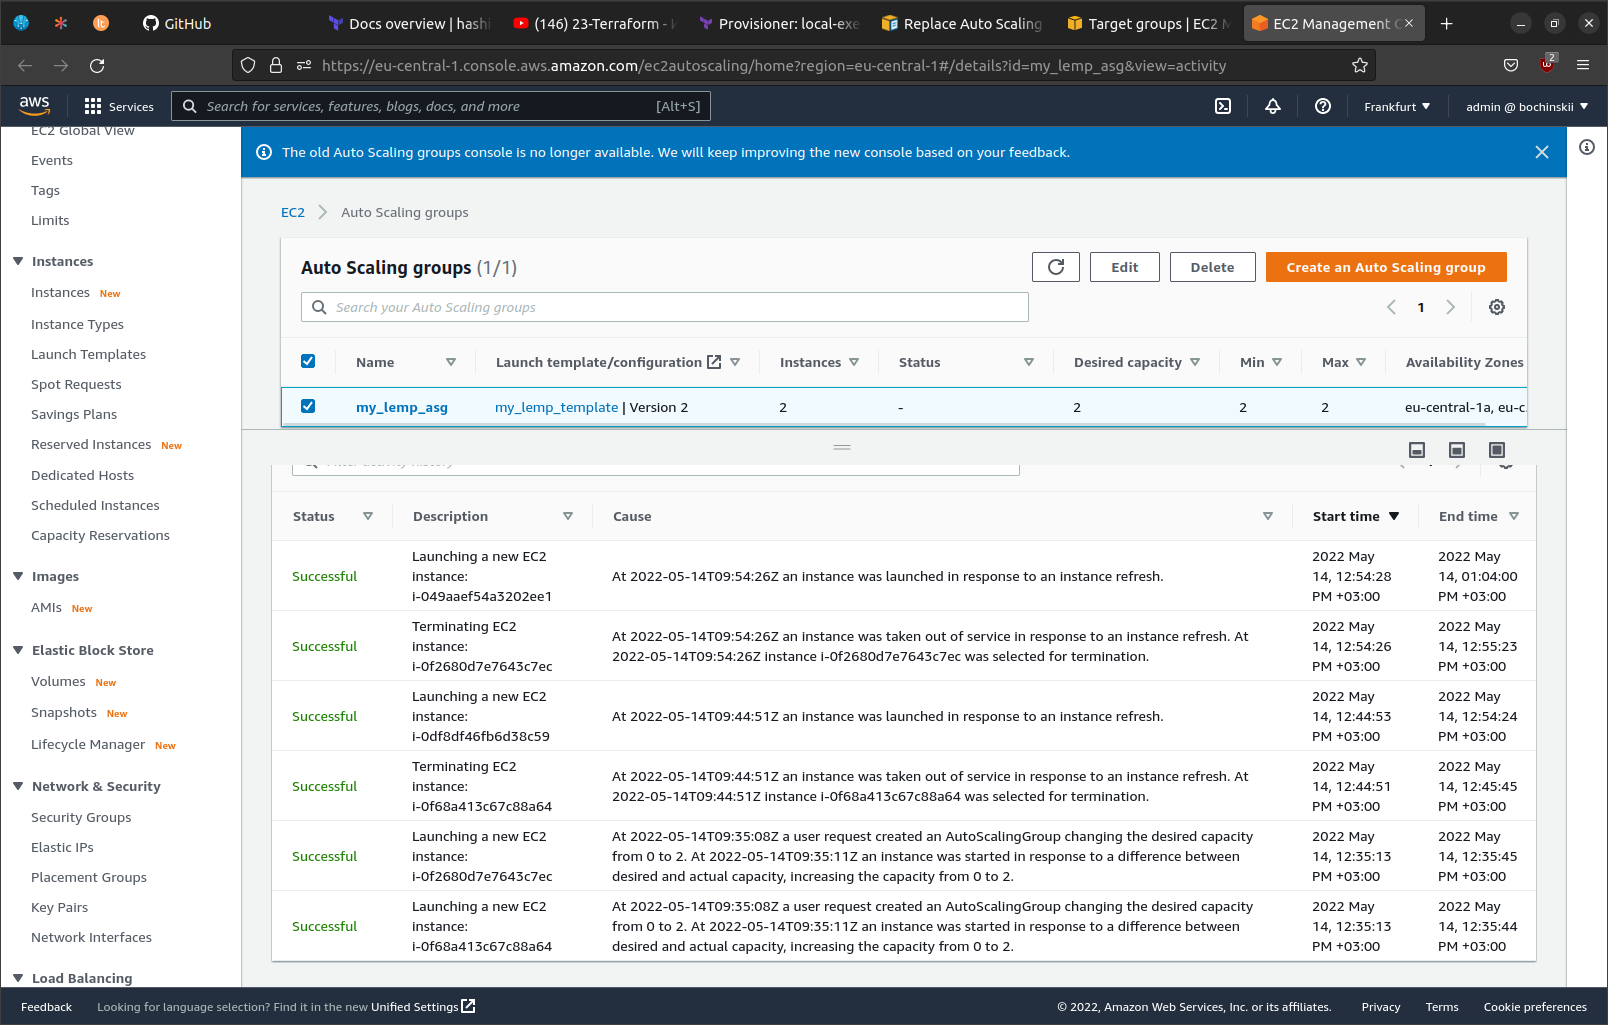 GitHub
Docs overview | hashi
(146) 23-Terraform -
Provisioner: local-exe
Replace Auto Scaling
Target groups | EC2 M
EC2 Management C
https://eu-central-1.console.aws.amazon.com/ec2autoscaling/home?region=eu-central-1#/details?id=my_lemp_asg&view=activity
2
aws
Services
Search for services, features, blogs, docs, and more
[Alt+S]
Frankfurt
admin @ bochinskii
EC2 Global View
Events
Tags
Limits
Instances
Instances New
Instance Types
Launch Templates
Spot Requests
Savings Plans
Reserved Instances New
Dedicated Hosts
Scheduled Instances
Capacity Reservations
Images
AMIs New
Elastic Block Store
Volumes New
Snapshots New
Lifecycle Manager New
Network & Security
Security Groups
Elastic IPs
Placement Groups
Key Pairs
Network Interfaces
Load Balancing
The old Auto Scaling groups console is no longer available. We will keep improving the new console based on your feedback.
EC2
Auto Scaling groups
Auto Scaling groups (1/1)
Edit
Delete
Create an Auto Scaling group
Search your Auto Scaling groups
1
Name
Launch template/configuration
Instances
Status
Desired capacity
Min
Max
Availability Zones
my_lemp_asg
my_lemp_template | Version 2
2
-
2
2
2
eu-central-1a, eu-c...
Filter activity history
Status
Description
Cause
Start time
End time
Successful
Launching a new EC2
instance:
i-049aaef54a3202ee1
At 2022-05-14T09:54:26Z an instance was launched in response to an instance refresh.
2022 May
14, 12:54:28
PM +03:00
2022 May
14, 01:04:00
PM +03:00
Successful
Terminating EC2
instance:
i-0f2680d7e7643c7ec
At 2022-05-14T09:54:26Z an instance was taken out of service in response to an instance refresh. At
2022-05-14T09:54:26Z instance i-0f2680d7e7643c7ec was selected for termination.
2022 May
14, 12:54:26
PM +03:00
2022 May
14, 12:55:23
PM +03:00
Successful
Launching a new EC2
instance:
i-0df8df46fb6d38c59
At 2022-05-14T09:44:51Z an instance was launched in response to an instance refresh.
2022 May
14, 12:44:53
PM +03:00
2022 May
14, 12:54:24
PM +03:00
Successful
Terminating EC2
instance:
i-0f68a413c67c88a64
At 2022-05-14T09:44:51Z an instance was taken out of service in response to an instance refresh. At
2022-05-14T09:44:51Z instance i-0f68a413c67c88a64 was selected for termination.
2022 May
14, 12:44:51
PM +03:00
2022 May
14, 12:45:45
PM +03:00
Successful
Launching a new EC2
instance:
i-0f2680d7e7643c7ec
At 2022-05-14T09:35:08Z a user request created an AutoScalingGroup changing the desired capacity
from 0 to 2. At 2022-05-14T09:35:11Z an instance was started in response to a difference between
desired and actual capacity, increasing the capacity from 0 to 2.
2022 May
14, 12:35:13
PM +03:00
2022 May
14, 12:35:45
PM +03:00
Successful
Launching a new EC2
instance:
i-0f68a413c67c88a64
At 2022-05-14T09:35:08Z a user request created an AutoScalingGroup changing the desired capacity
from 0 to 2. At 2022-05-14T09:35:11Z an instance was started in response to a difference between
desired and actual capacity, increasing the capacity from 0 to 2.
2022 May
14, 12:35:13
PM +03:00
2022 May
14, 12:35:44
PM +03:00
Feedback
Looking for language selection? Find it in the new Unified Settings
© 2022, Amazon Web Services, Inc. or its affiliates.
Privacy
Terms
Cookie preferences